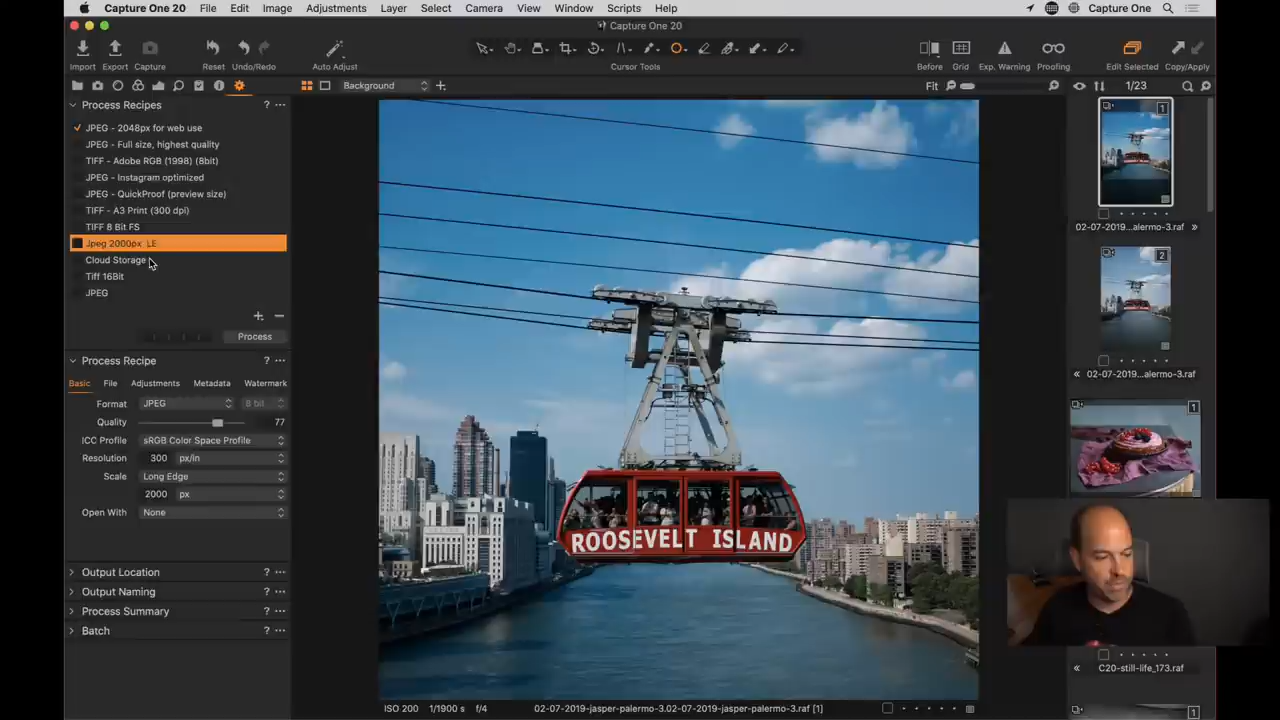 Capture One 20 File Edit Image Adjustments Layer Select Camera View Window Scripts Help Capture One
Capture One 20
Import Export Capture Reset Undo/Redo Auto Adjust Cursor Tools Before Grid Exp. Warning Proofing Edit Selected Copy/Apply
Background Fit 1/23
Process Recipes ? ...
JPEG - 2048px for web use
JPEG - Full size, highest quality
TIFF - Adobe RGB (1998) (8bit)
JPEG - Instagram optimized
JPEG - QuickProof (preview size)
TIFF - A3 Print (300 dpi)
TIFF 8 Bit FS
Jpeg 2000px LE
Cloud Storage
Tiff 16Bit
JPEG
Process
Process Recipe ? ...
Basic File Adjustments Metadata Watermark
Format JPEG 8 bit
Quality 77
ICC Profile sRGB Color Space Profile
Resolution 300 px/in
Scale Long Edge
2000 px
Open With None
Output Location ? ...
Output Naming ? ...
Process Summary ? ...
Batch ? ...
ROOSEVELT ISLAND
ISO 200 1/1900 s f/4 02-07-2019-jasper-palermo-3.02-07-2019-jasper-palermo-3.raf [1]
1
02-07-2019...alermo-3.raf »
2
« 02-07-2019...alermo-3.raf
1
« C20-still-life_173.raf
1